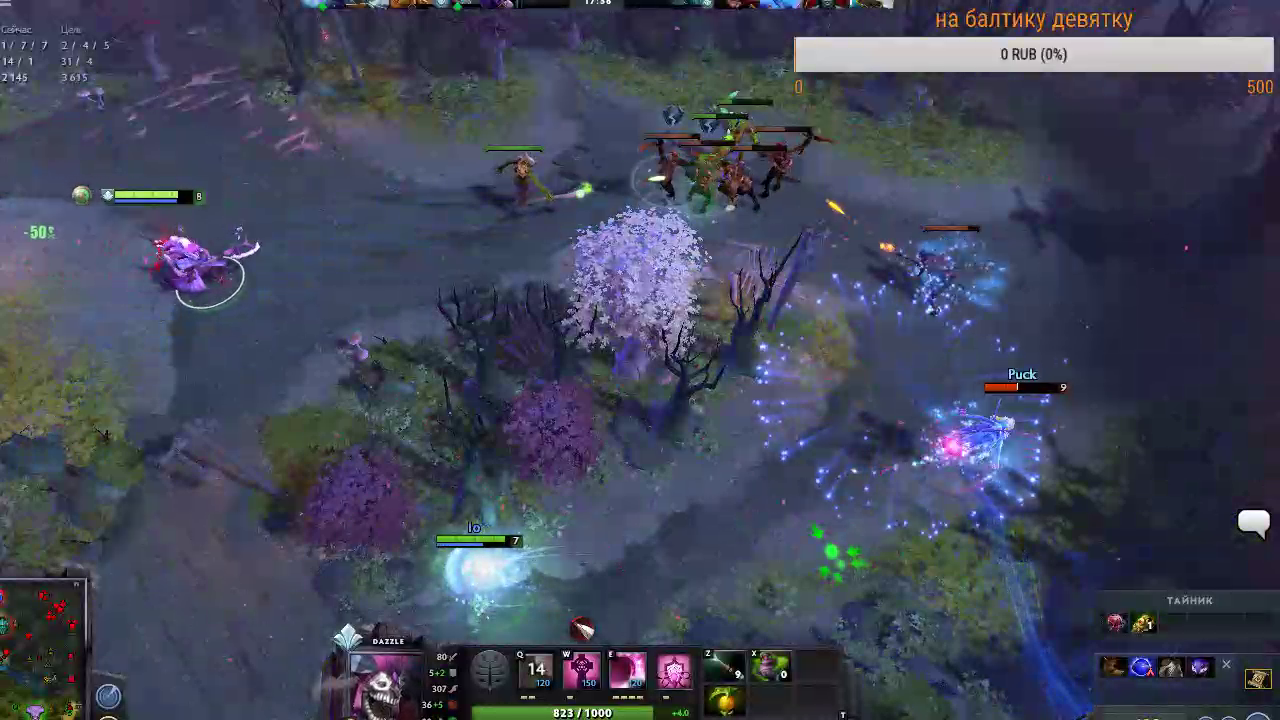 17:38
на балтику девятку
0 RUB (0%)
0 500
Сейчас Цель
1 / 7 / 7 2 / 4 / 5
14 / 1 31 / 4
2 145 3 615
8
-50
Puck
9
Io
7
ТАЙНИК
1
DAZZLE
80
5+2
307
36+5
Q 14 120
W 150
E 120
Z 9
X 0
823 / 1000
+4.0
T